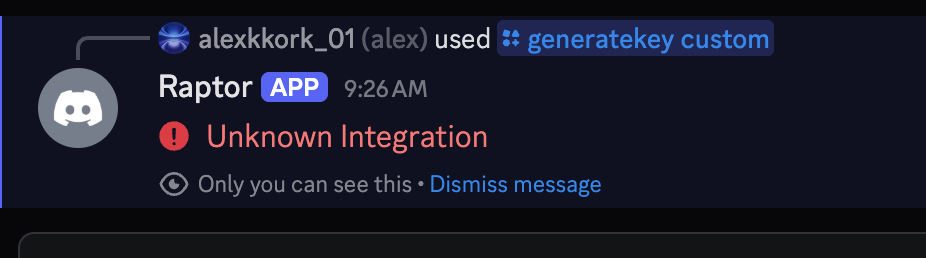 alexkkork_01 (alex) used generatekey custom
Raptor APP 9:26 AM
Unknown Integration
Only you can see this • Dismiss message